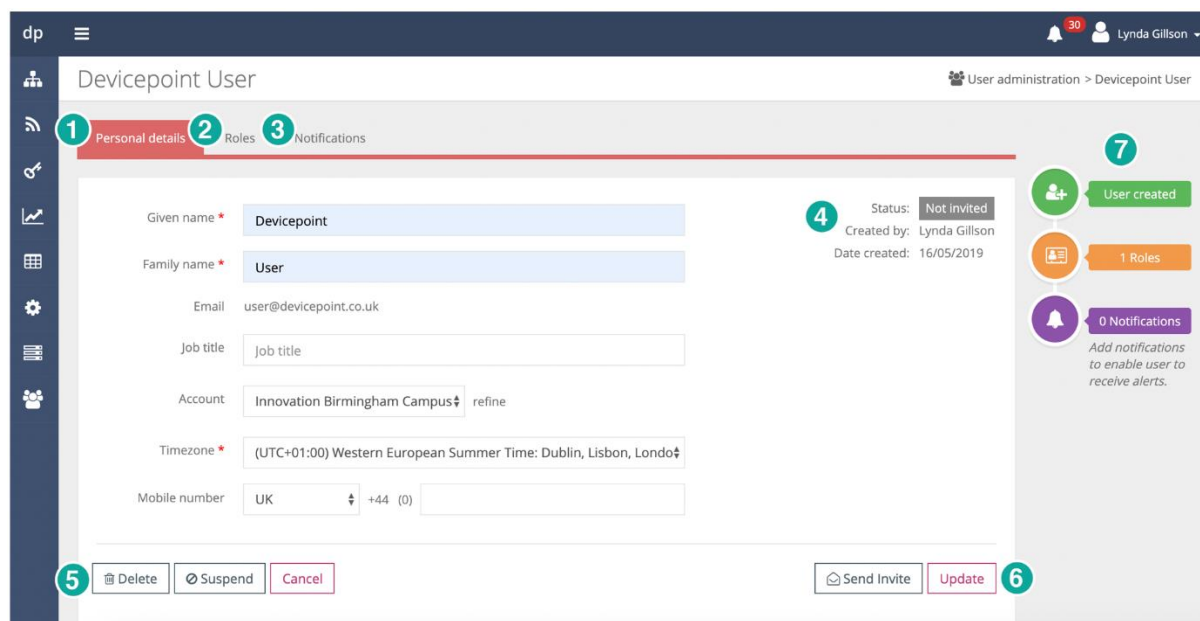 dp
30
Lynda Gillson
Devicepoint User
User administration > Devicepoint User
1 Personal details 2 Roles 3 Notifications
7
Given name * Devicepoint
Family name * User
Email user@devicepoint.co.uk
Job title Job title
Account Innovation Birmingham Campus refine
Timezone * (UTC+01:00) Western European Summer Time: Dublin, Lisbon, Londo
Mobile number UK +44 (0)
4
Status: Not invited
Created by: Lynda Gillson
Date created: 16/05/2019
User created
1 Roles
0 Notifications
Add notifications
to enable user to
receive alerts.
5 Delete Suspend Cancel
Send Invite Update 6